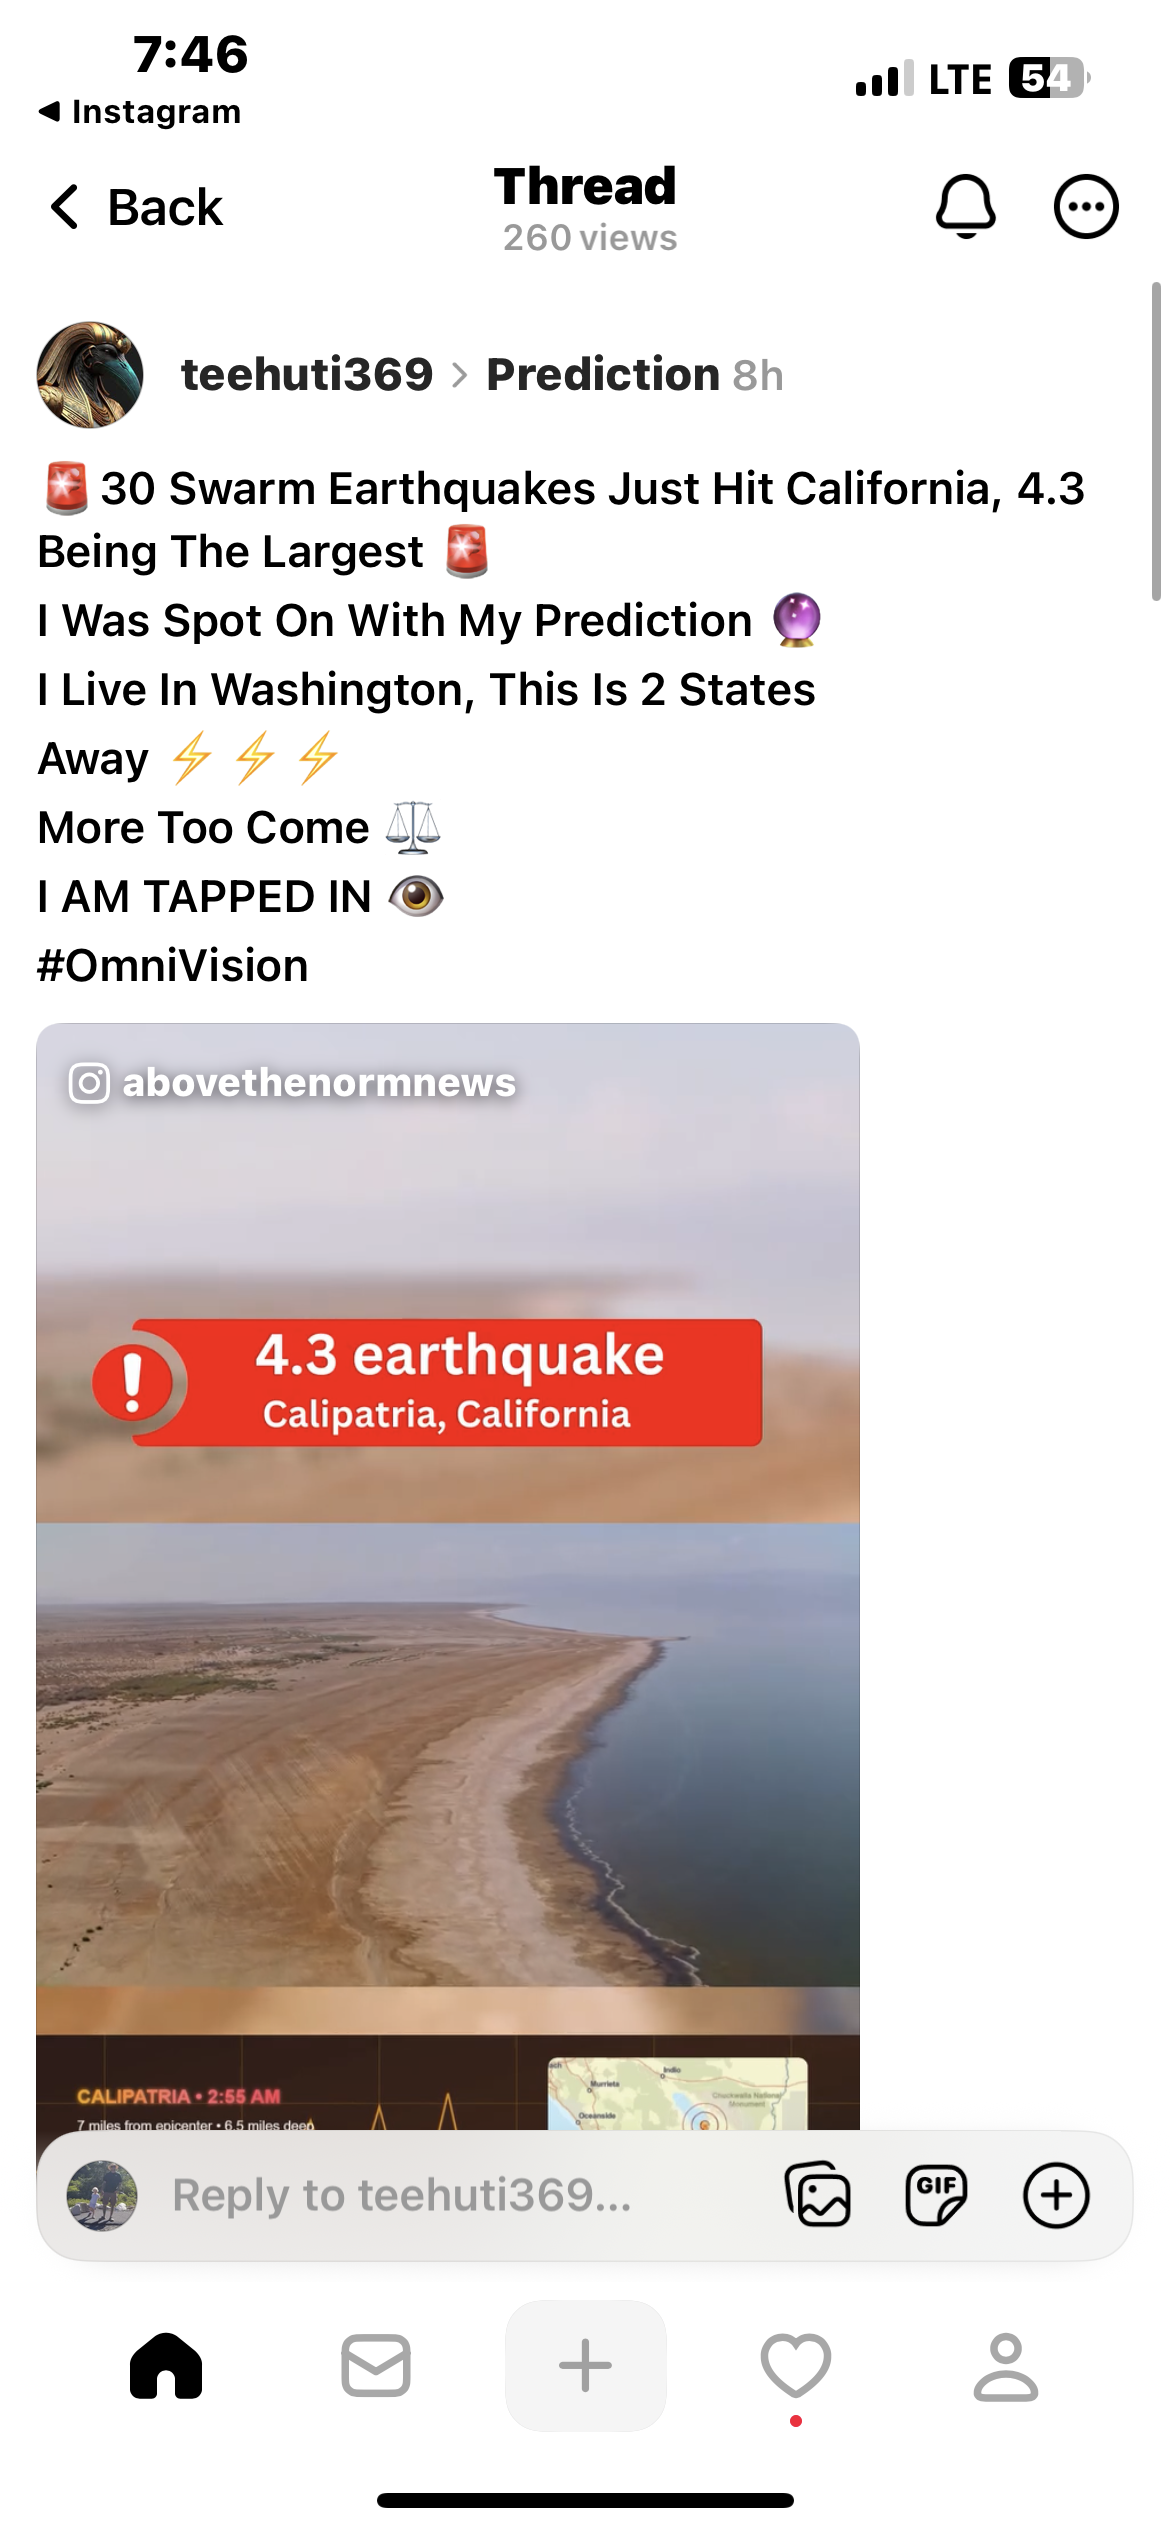 7:46
LTE 54
Instagram
Back
Thread
260 views
teehuti369 > Prediction 8h
🚨30 Swarm Earthquakes Just Hit California, 4.3
Being The Largest 🚨
I Was Spot On With My Prediction 🔮
I Live In Washington, This Is 2 States
Away ⚡⚡⚡
More Too Come ⚖️
I AM TAPPED IN 👁️
#OmniVision
abovethenormnews
4.3 earthquake
Calipatria, California
CALIPATRIA • 2:55 AM
7 miles from epicenter • 6.5 miles deep
Indio
Murrieta
Chuckwalla National
Monument
Oceanside
Reply to teehuti369...
GIF